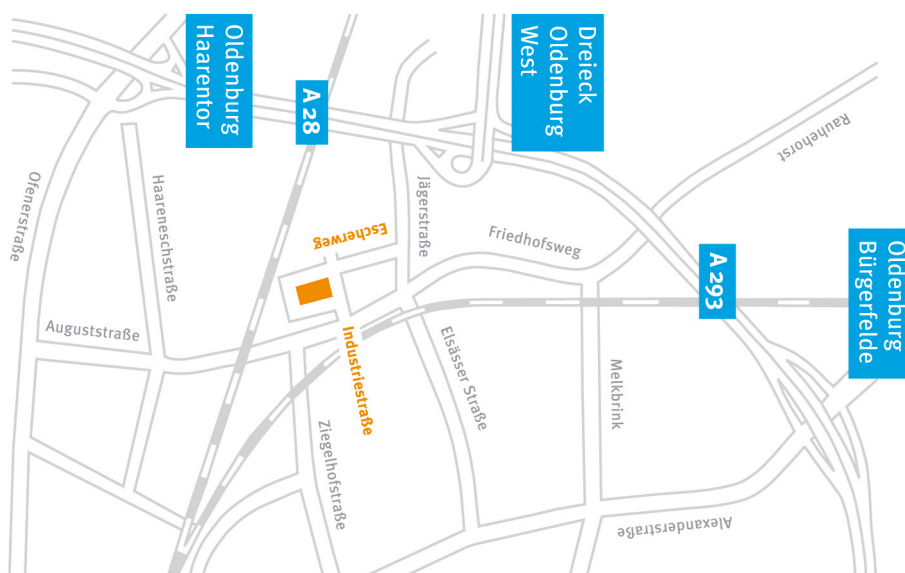 Oldenburg
Haarentor
Dreieck
Oldenburg
West
A 28
Rauhehorst
Ofenerstraße
Haareneschstraße
Jägerstraße
Escherweg
Friedhofsweg
Oldenburg
Bürgerfelde
A 293
Auguststraße
Industriestraße
Elsässer Straße
Melkbrink
Ziegelhofstraße
Alexanderstraße